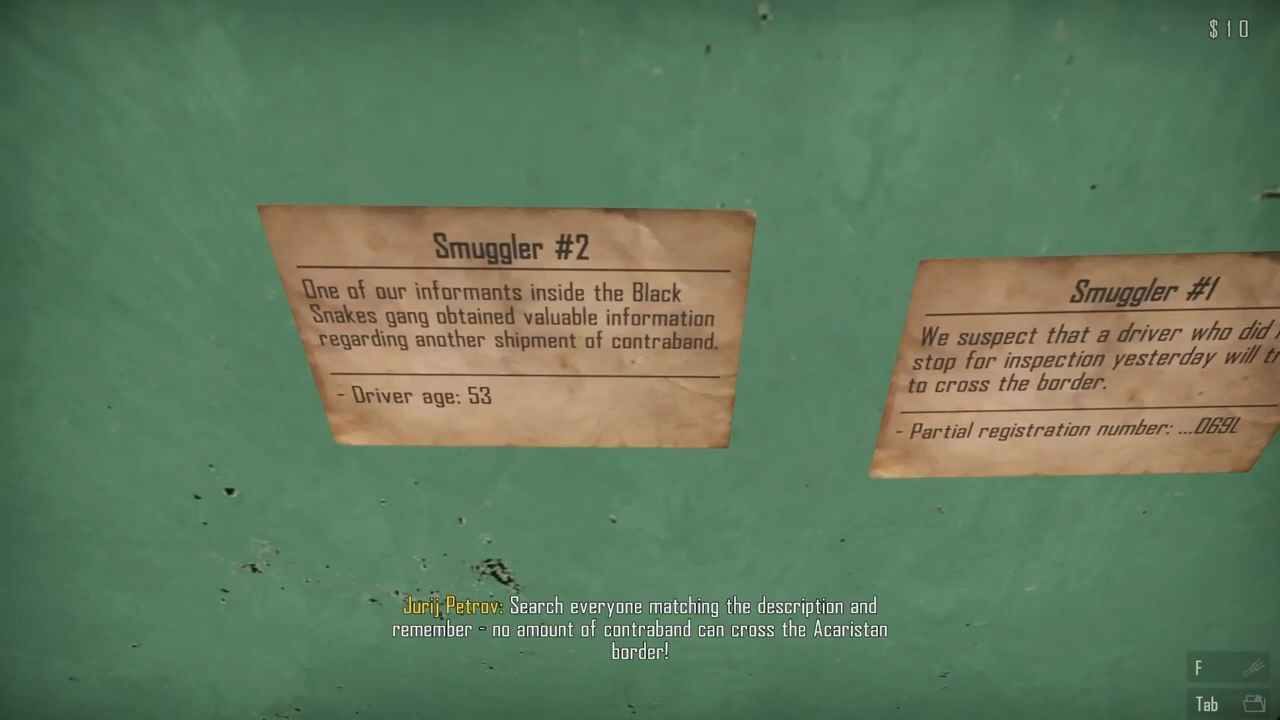 $10
Smuggler #2
One of our informants inside the Black
Snakes gang obtained valuable information
regarding another shipment of contraband.
- Driver age: 53
Smuggler #1
We suspect that a driver who did
stop for inspection yesterday will
to cross the border.
- Partial registration number: ...069L
Jurij Petrov: Search everyone matching the description and
remember - no amount of contraband can cross the Acaristan
border!
F
Tab